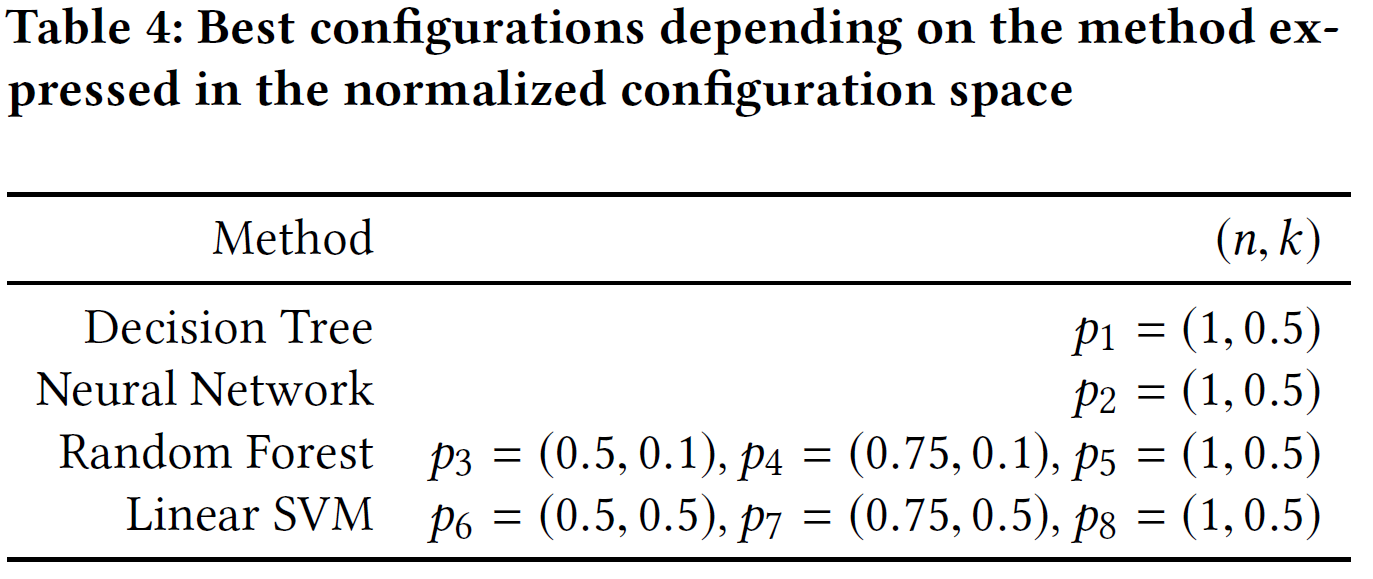 Table 4: Best configurations depending on the method ex-
pressed in the normalized configuration space
Method (n, k)
Decision Tree p1 = (1, 0.5)
Neural Network p2 = (1, 0.5)
Random Forest p3 = (0.5, 0.1), p4 = (0.75, 0.1), p5 = (1, 0.5)
Linear SVM p6 = (0.5, 0.5), p7 = (0.75, 0.5), p8 = (1, 0.5)